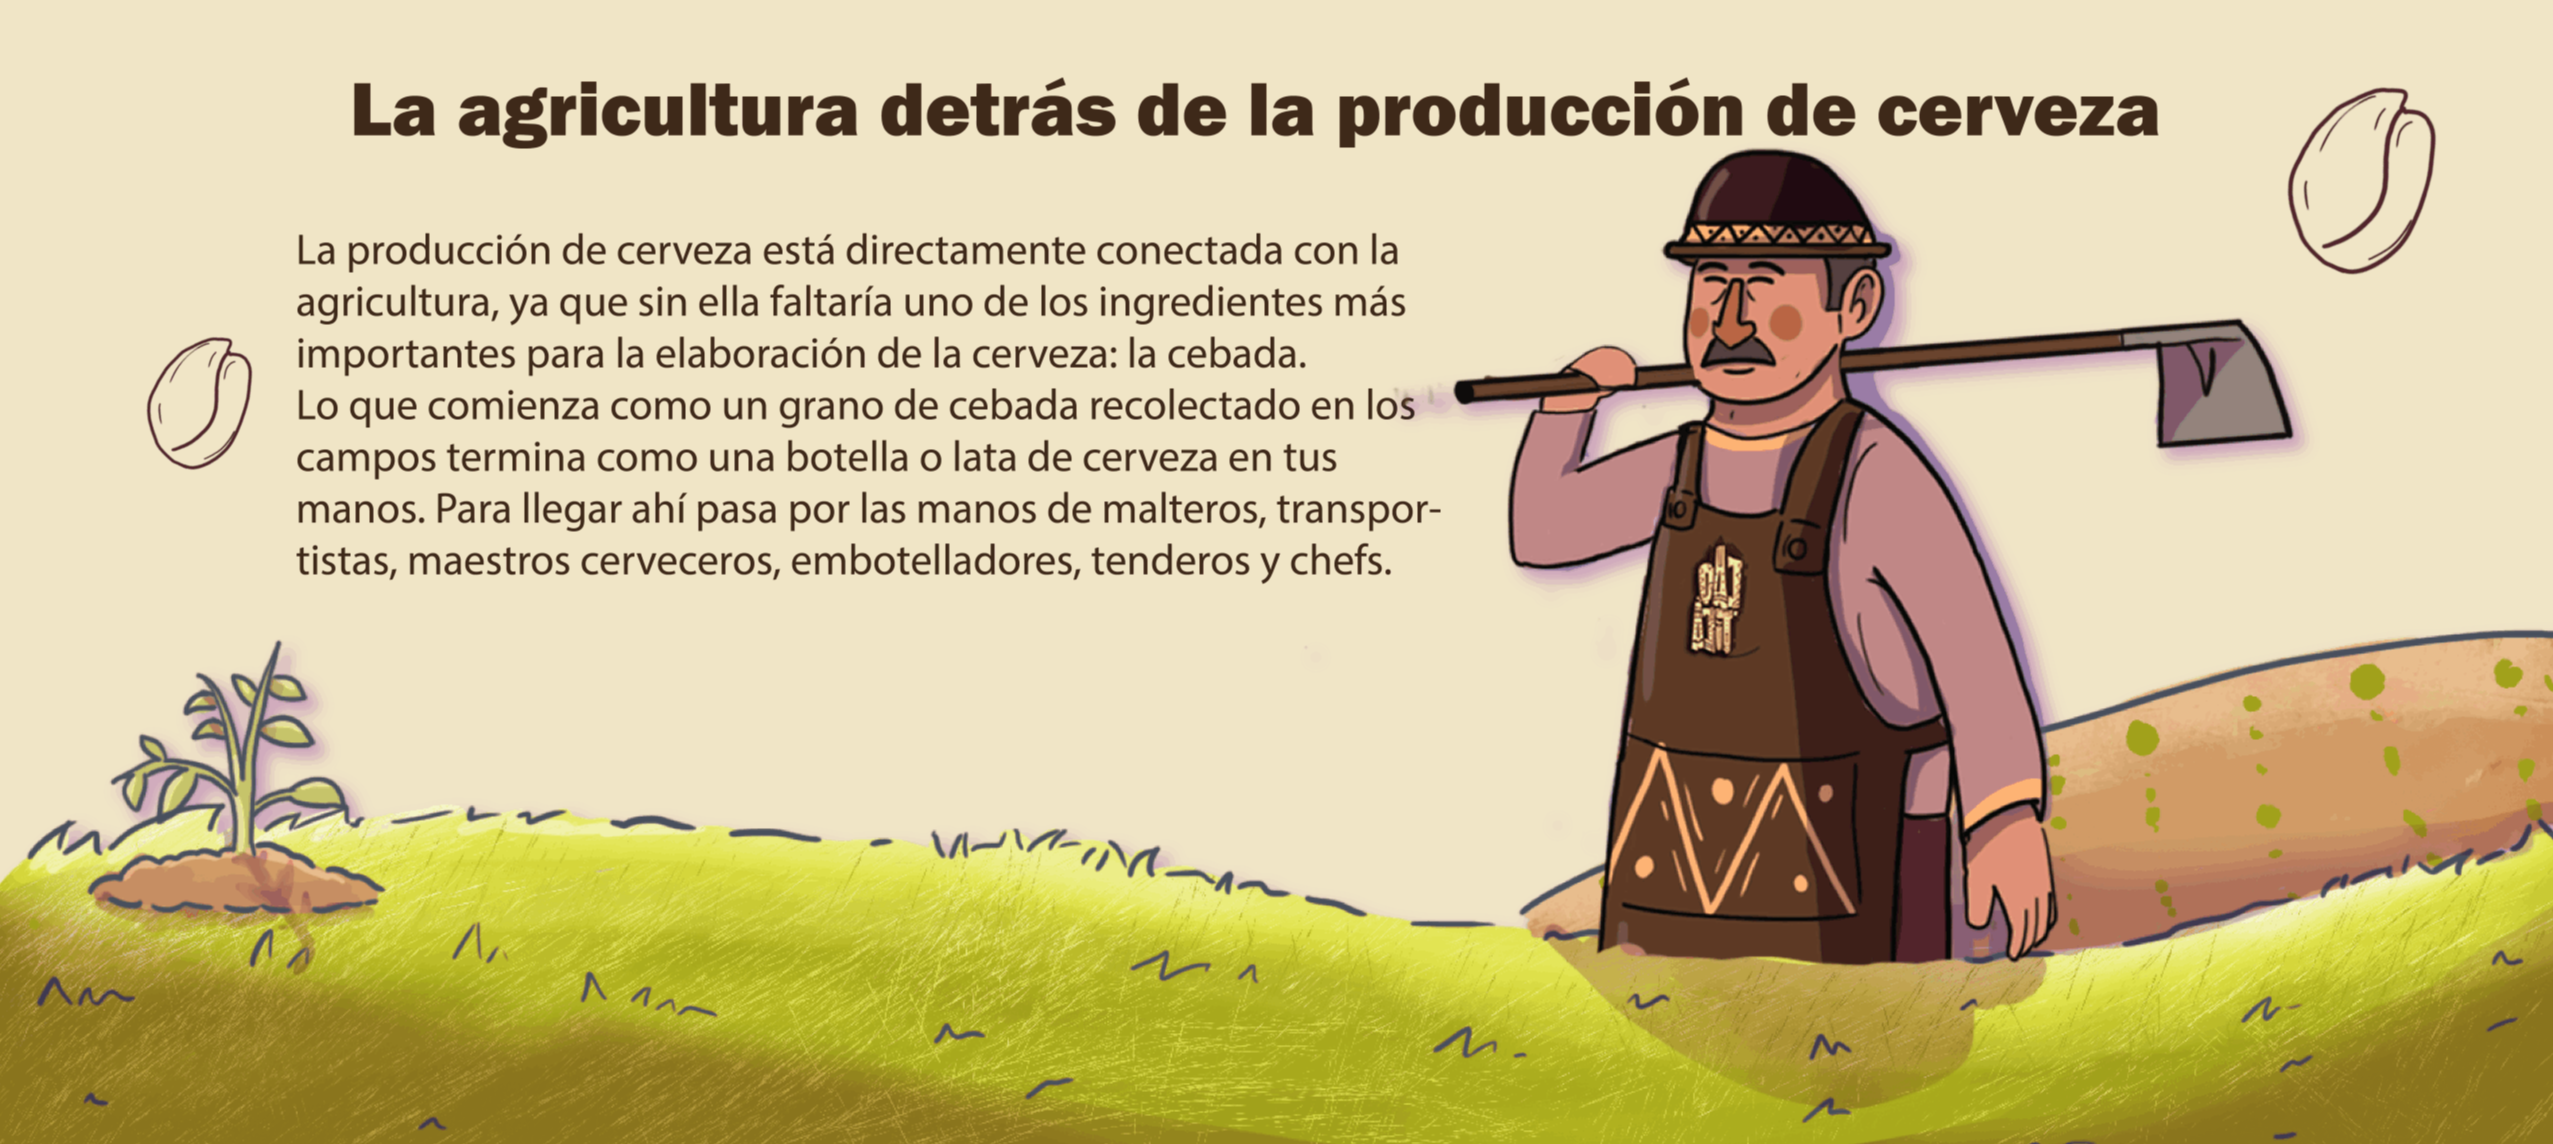 La agricultura detrás de la producción de cerveza
La producción de cerveza está directamente conectada con la
agricultura, ya que sin ella faltaría uno de los ingredientes más
importantes para la elaboración de la cerveza: la cebada.
Lo que comienza como un grano de cebada recolectado en los
campos termina como una botella o lata de cerveza en tus
manos. Para llegar ahí pasa por las manos de malteros, transpor-
tistas, maestros cerveceros, embotelladores, tenderos y chefs.